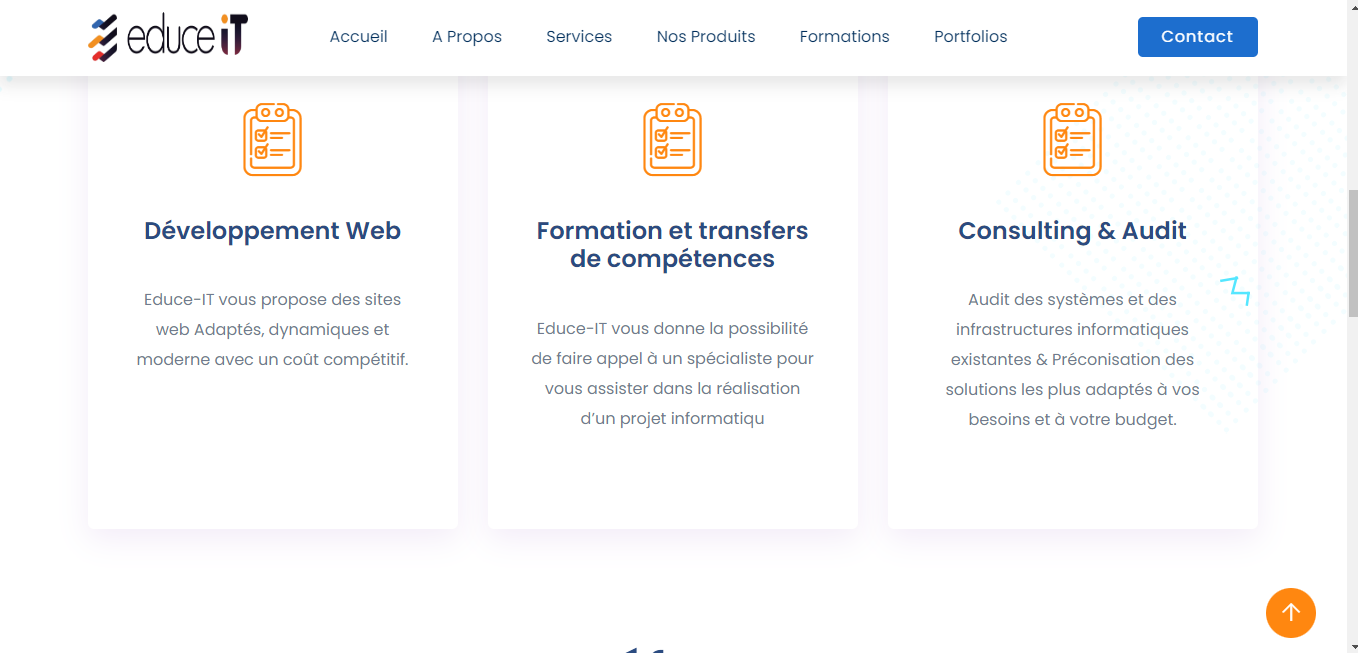 educe iT
Accueil
A Propos
Services
Nos Produits
Formations
Portfolios
Contact
Développement Web
Educe-IT vous propose des sites
web Adaptés, dynamiques et
moderne avec un coût compétitif.
Formation et transfers
de compétences
Educe-IT vous donne la possibilité
de faire appel à un spécialiste pour
vous assister dans la réalisation
d’un projet informatiqu
Consulting & Audit
Audit des systèmes et des
infrastructures informatiques
existantes & Préconisation des
solutions les plus adaptés à vos
besoins et à votre budget.